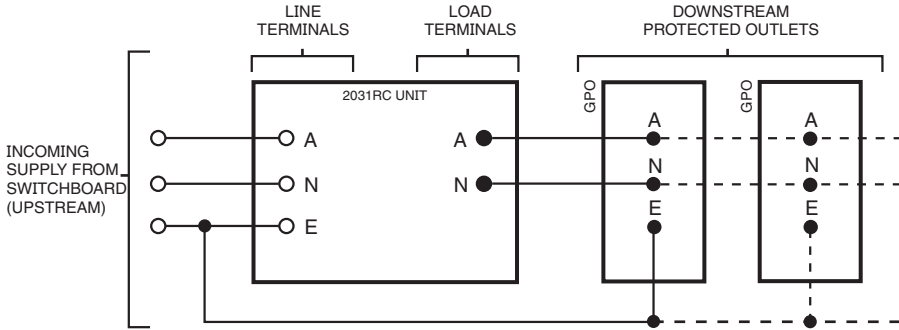 LINE
TERMINALS
LOAD
TERMINALS
DOWNSTREAM
PROTECTED OUTLETS
2031RC UNIT
GPO
GPO
INCOMING
SUPPLY FROM
SWITCHBOARD
(UPSTREAM)
A
A
A
A
N
N
N
N
E
E
E